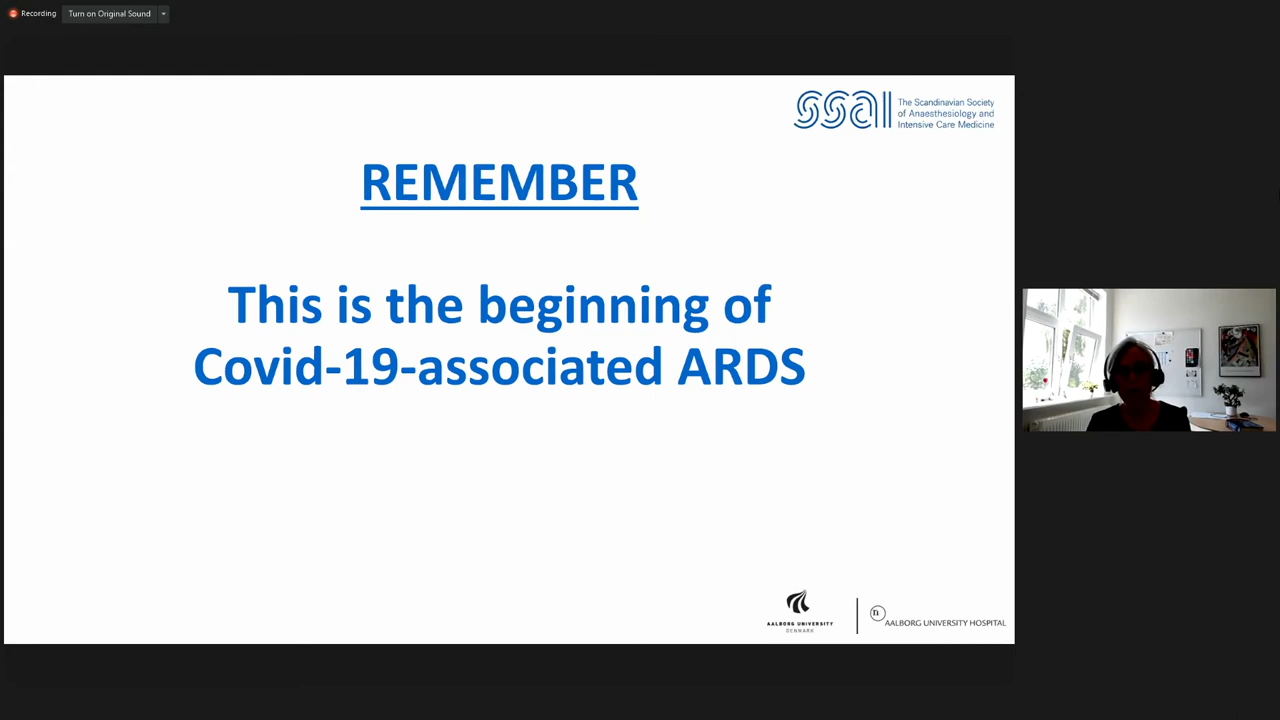 Recording
Turn on Original Sound
ssai
The Scandinavian Society
of Anaesthesiology and
Intensive Care Medicine
REMEMBER
This is the beginning of
Covid-19-associated ARDS
AALBORG UNIVERSITY
DENMARK
n
AALBORG UNIVERSITY HOSPITAL